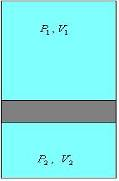 P₁ , V₁
P₂ , V₂